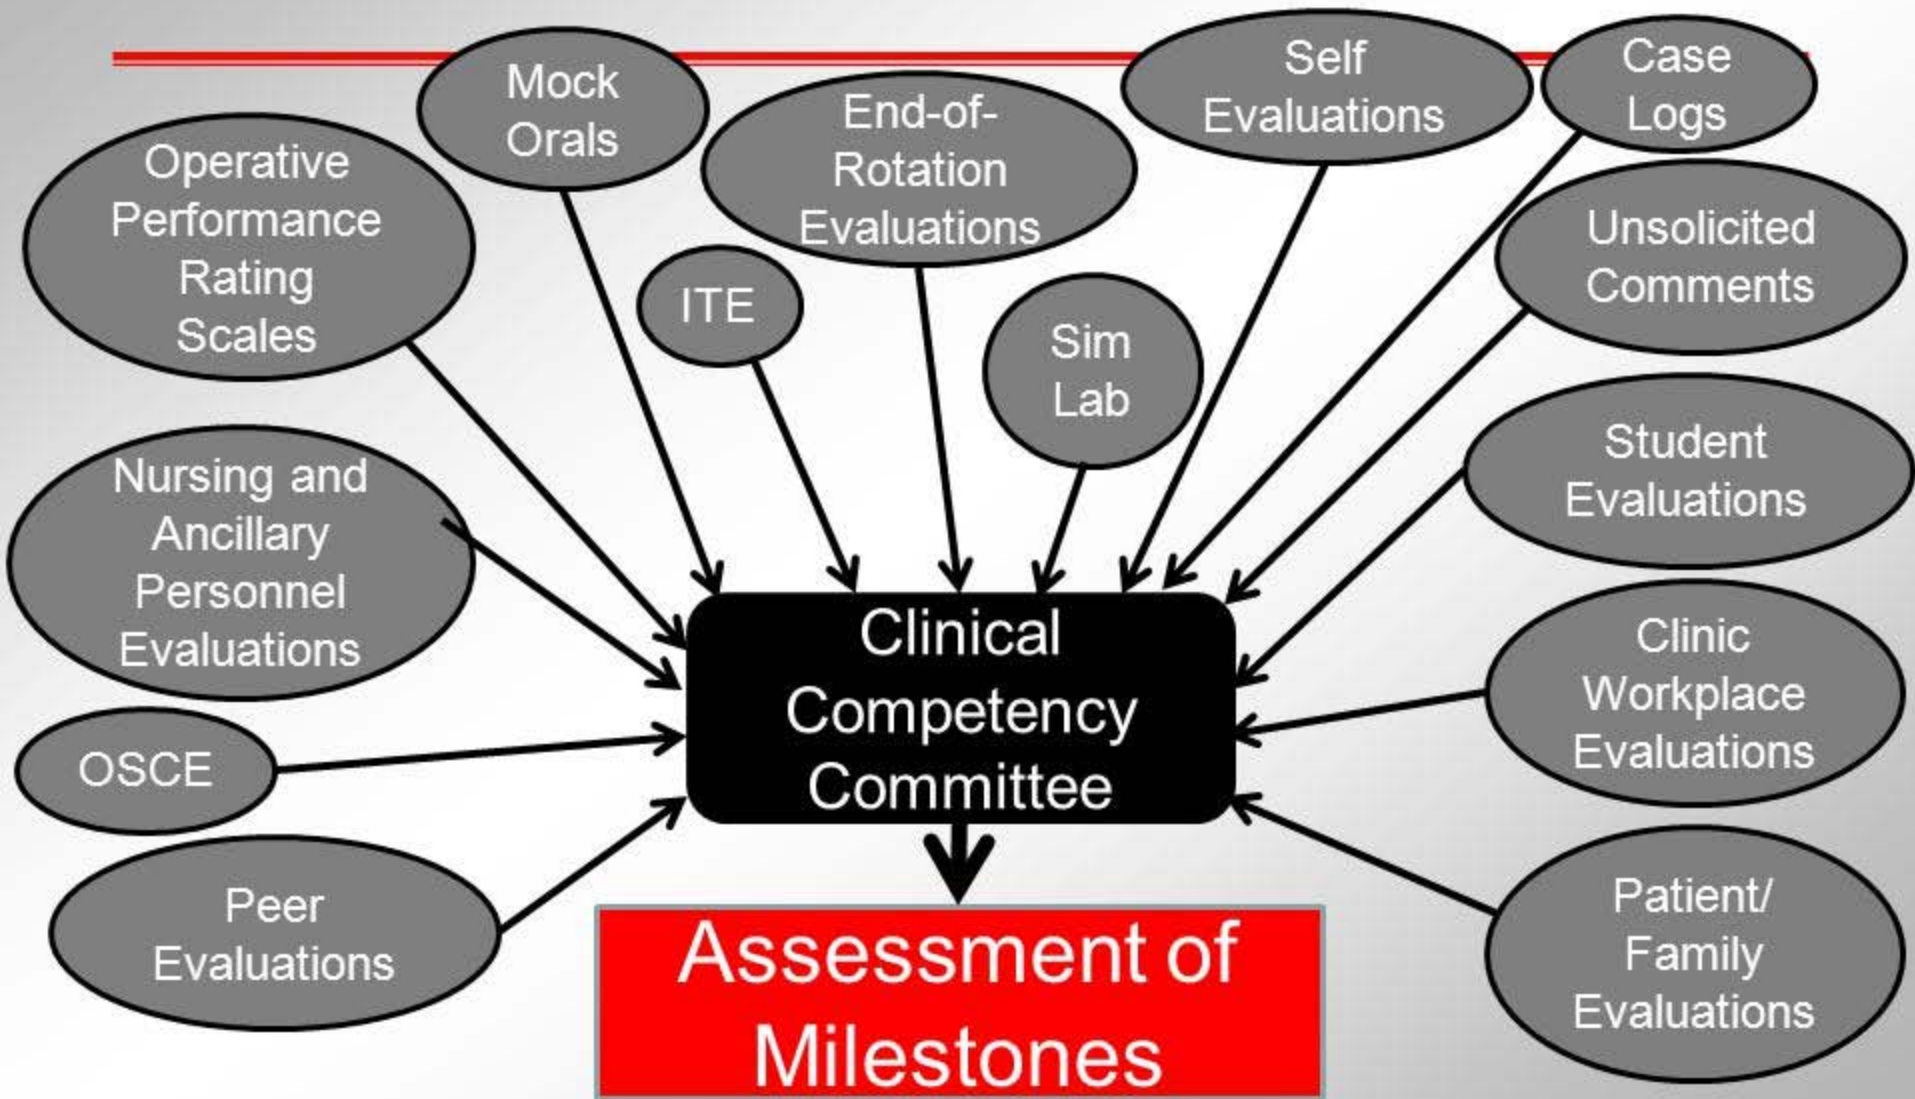 Mock
Orals
Self
Evaluations
Case
Logs
End-of-
Rotation
Evaluations
Operative
Performance
Rating
Scales
ITE
Sim
Lab
Unsolicited
Comments
Nursing and
Ancillary
Personnel
Evaluations
Student
Evaluations
OSCE
Clinical
Competency
Committee
Clinic
Workplace
Evaluations
Peer
Evaluations
Patient/
Family
Evaluations
Assessment of
Milestones